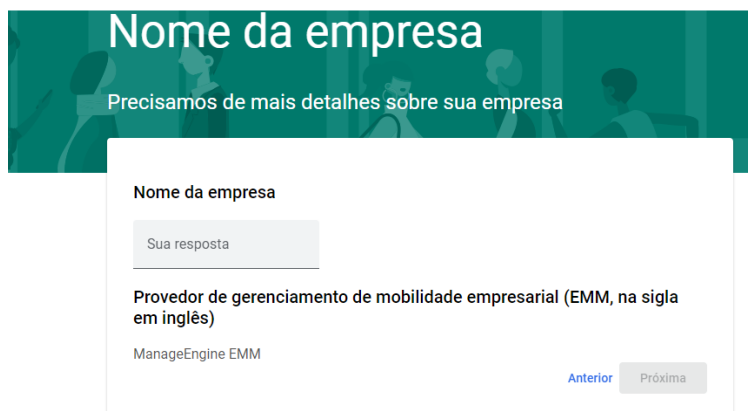 Nome da empresa
Precisamos de mais detalhes sobre sua empresa
Nome da empresa
Sua resposta
Provedor de gerenciamento de mobilidade empresarial (EMM, na sigla
em inglês)
ManageEngine EMM
Anterior Próxima